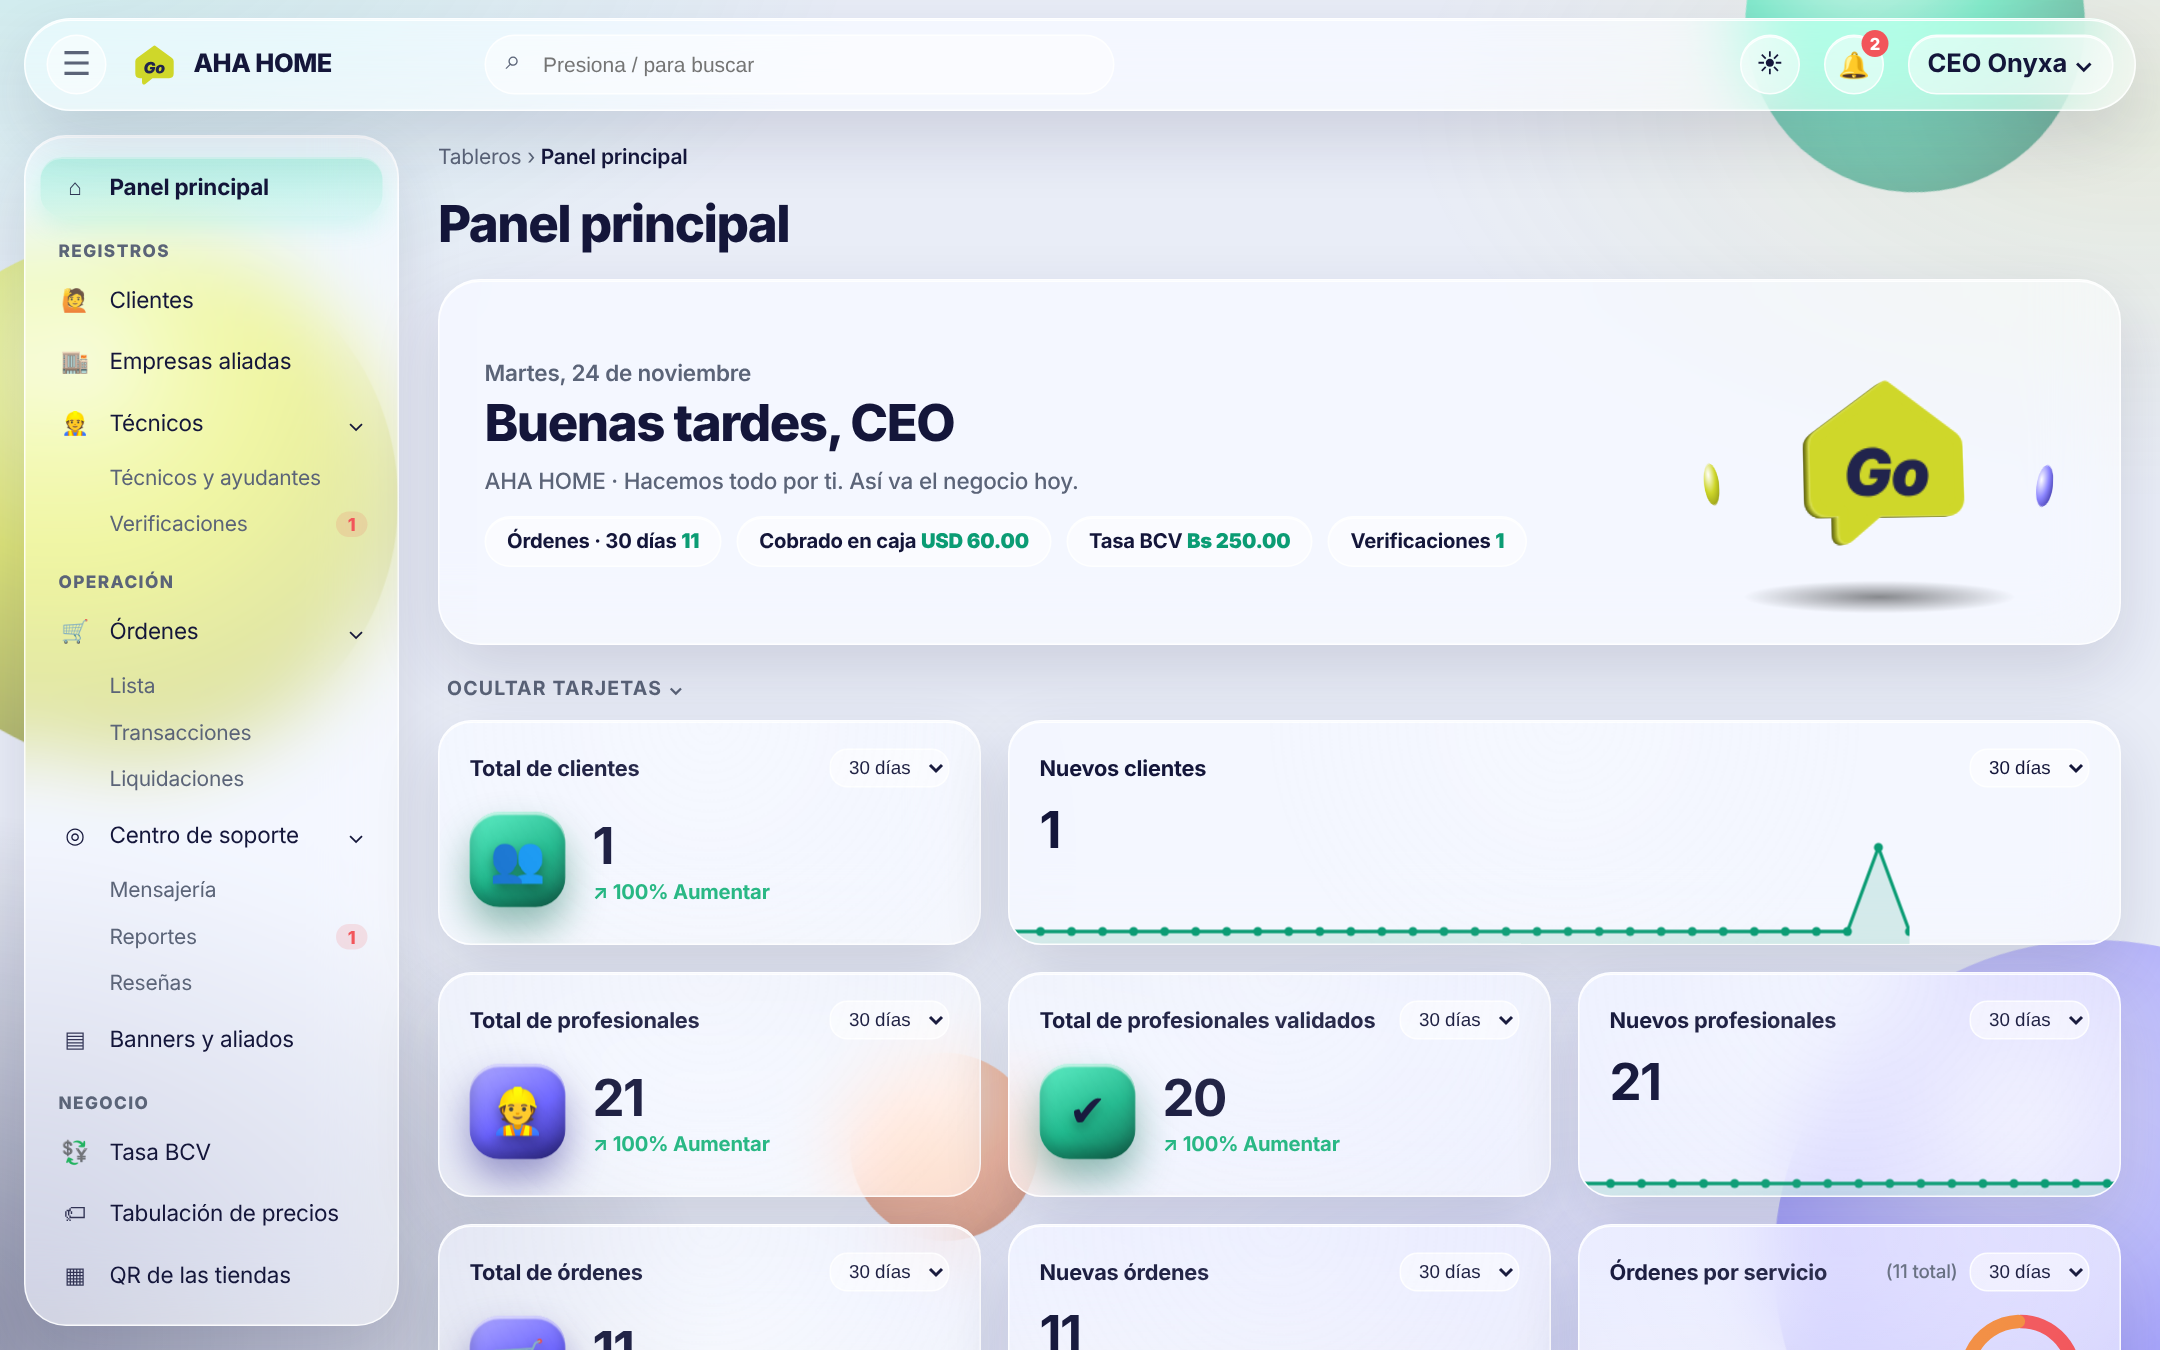 Go AHA HOME
Presiona / para buscar
2
CEO Onyxa
Panel principal
REGISTROS
Clientes
Empresas aliadas
Técnicos
Técnicos y ayudantes
Verificaciones 1
OPERACIÓN
Órdenes
Lista
Transacciones
Liquidaciones
Centro de soporte
Mensajería
Reportes 1
Reseñas
Banners y aliados
NEGOCIO
Tasa BCV
Tabulación de precios
QR de las tiendas
Tableros › Panel principal
Panel principal
Martes, 24 de noviembre
Buenas tardes, CEO
AHA HOME · Hacemos todo por ti. Así va el negocio hoy.
Órdenes · 30 días 11
Cobrado en caja USD 60.00
Tasa BCV Bs 250.00
Verificaciones 1
Go
OCULTAR TARJETAS
Total de clientes 30 días
1
↗ 100% Aumentar
Nuevos clientes 30 días
1
Total de profesionales 30 días
21
↗ 100% Aumentar
Total de profesionales validados 30 días
20
↗ 100% Aumentar
Nuevos profesionales 30 días
21
Total de órdenes 30 días
11
Nuevas órdenes 30 días
11
Órdenes por servicio (11 total) 30 días